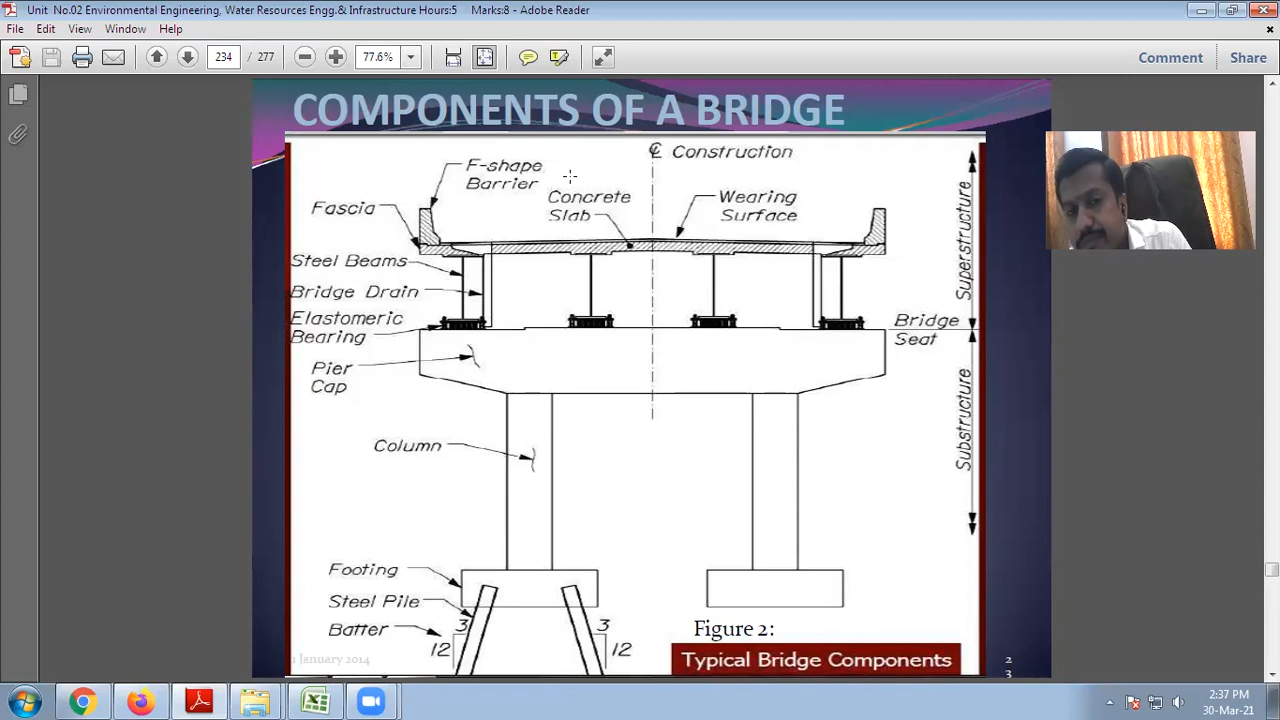 Unit No.02 Environmental Engineering, Water Resources Engg.& Infrastructure Hours:5 Marks:8 - Adobe Reader
File Edit View Window Help
234 / 277 77.6% Comment Share
COMPONENTS OF A BRIDGE
℄ Construction
F-shape
Barrier
Concrete
Slab
Wearing
Surface
Fascia
Steel Beams
Bridge Drain
Elastomeric
Bearing
Bridge
Seat
Superstructure
Pier
Cap
Substructure
Column
Footing
Steel Pile
Batter
3
12
3
12
Figure 2:
Typical Bridge Components
January 2014
2
3
2:37 PM
30-Mar-21